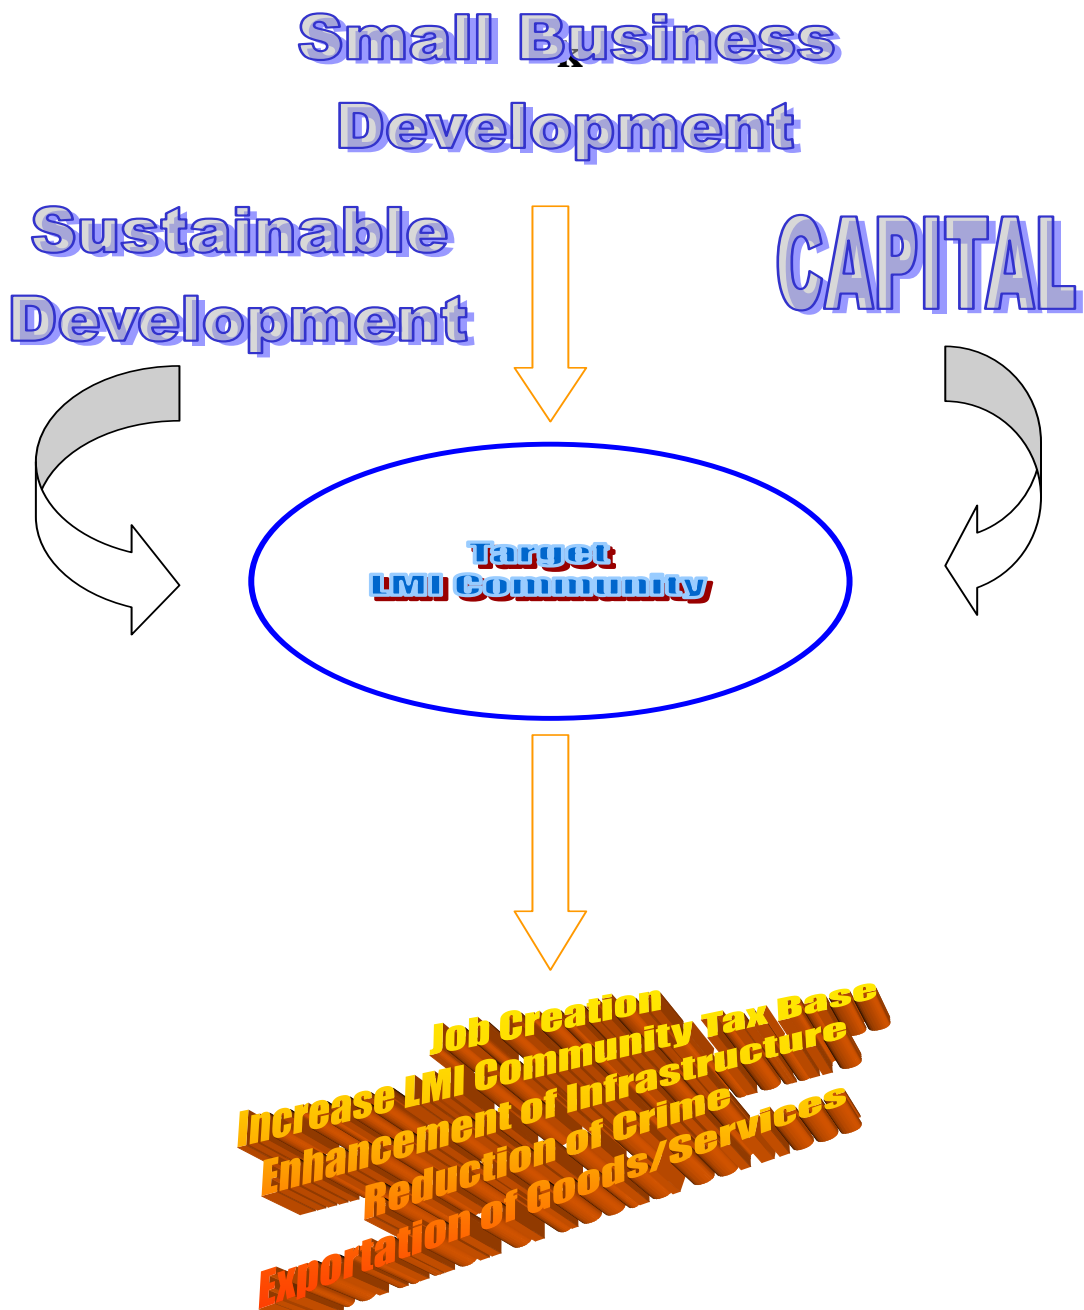 Small Business
Development
Sustainable
Development
CAPITAL
Target
LMI Community
Job Creation
Increase LMI Community Tax Base
Enhancement of Infrastructure
Reduction of Crime
Exportation of Goods/Services